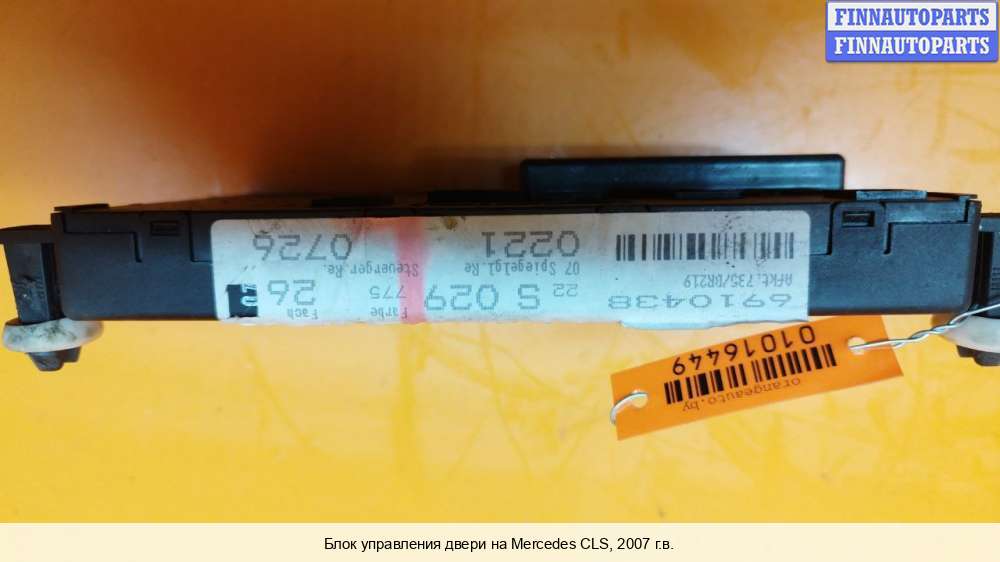 FINNAUTOPARTS
FINNAUTOPARTS
6910438
Afkt:735/BR219
22 S 029
07 Spiegelgl.Re
0221
Farbe 775
Steuerger.Re.
0726
Fach
26
orangeauto.by
01016449
Блок управления двери на Mercedes CLS, 2007 г.в.